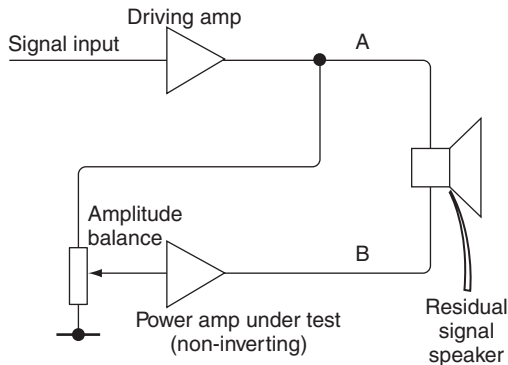 Driving amp
Signal input
A
Amplitude
balance
B
Power amp under test
(non-inverting)
Residual
signal
speaker